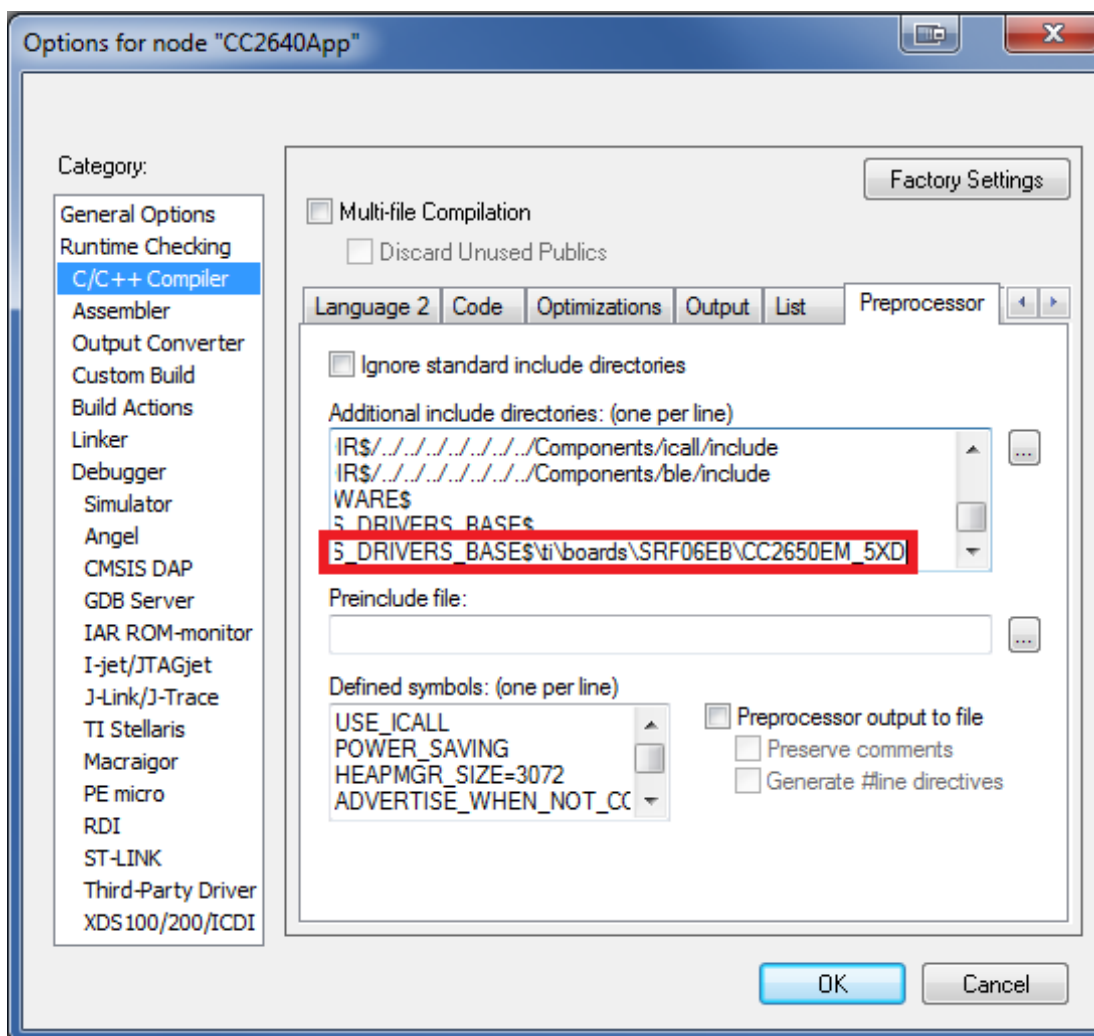 Options for node "CC2640App"
Category:
General Options
Runtime Checking
C/C++ Compiler
Assembler
Output Converter
Custom Build
Build Actions
Linker
Debugger
Simulator
Angel
CMSIS DAP
GDB Server
IAR ROM-monitor
I-jet/JTAGjet
J-Link/J-Trace
TI Stellaris
Macraigor
PE micro
RDI
ST-LINK
Third-Party Driver
XDS100/200/ICDI
Factory Settings
Multi-file Compilation
Discard Unused Publics
Language 2 Code Optimizations Output List Preprocessor
Ignore standard include directories
Additional include directories: (one per line)
IR$/../../../../../../../Components/icall/include
IR$/../../../../../../../Components/ble/include
WARE$
S_DRIVERS_BASE$
S_DRIVERS_BASE$\ti\boards\SRF06EB\CC2650EM_5XD
...
Preinclude file:
...
Defined symbols: (one per line)
USE_ICALL
POWER_SAVING
HEAPMGR_SIZE=3072
ADVERTISE_WHEN_NOT_CC
Preprocessor output to file
Preserve comments
Generate #line directives
OK Cancel